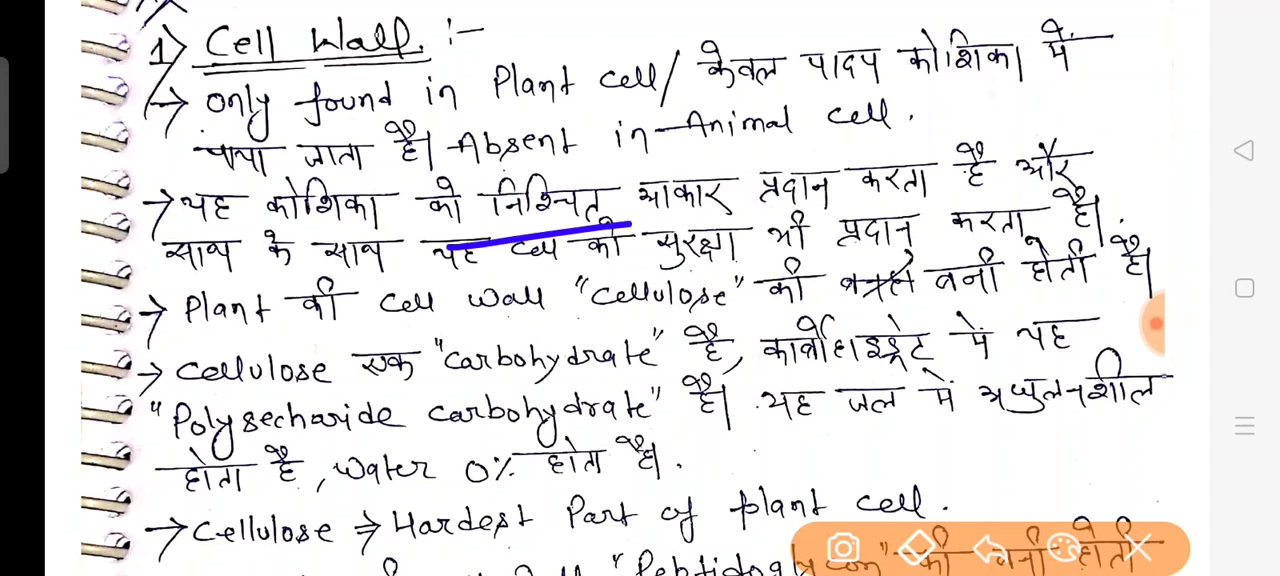 1) Cell Wall :-
→ only found in Plant cell / केवल पादप कोशिका में
पाया जाता है। Absent in Animal cell.
→ यह कोशिका को निश्चित आकार प्रदान करता है और
साथ के साथ यह cell को सुरक्षा भी प्रदान करता है।
→ Plant की cell wall "cellulose" की बनी होती है।
→ cellulose एक "carbohydrate" है, कार्बोहाइड्रेट में यह
"Polysecharide carbohydrate" है। यह जल में अघुलनशील
होता है, water 0% होता है।
→ Cellulose ⇒ Hardest Part of plant cell.
की बनी होती